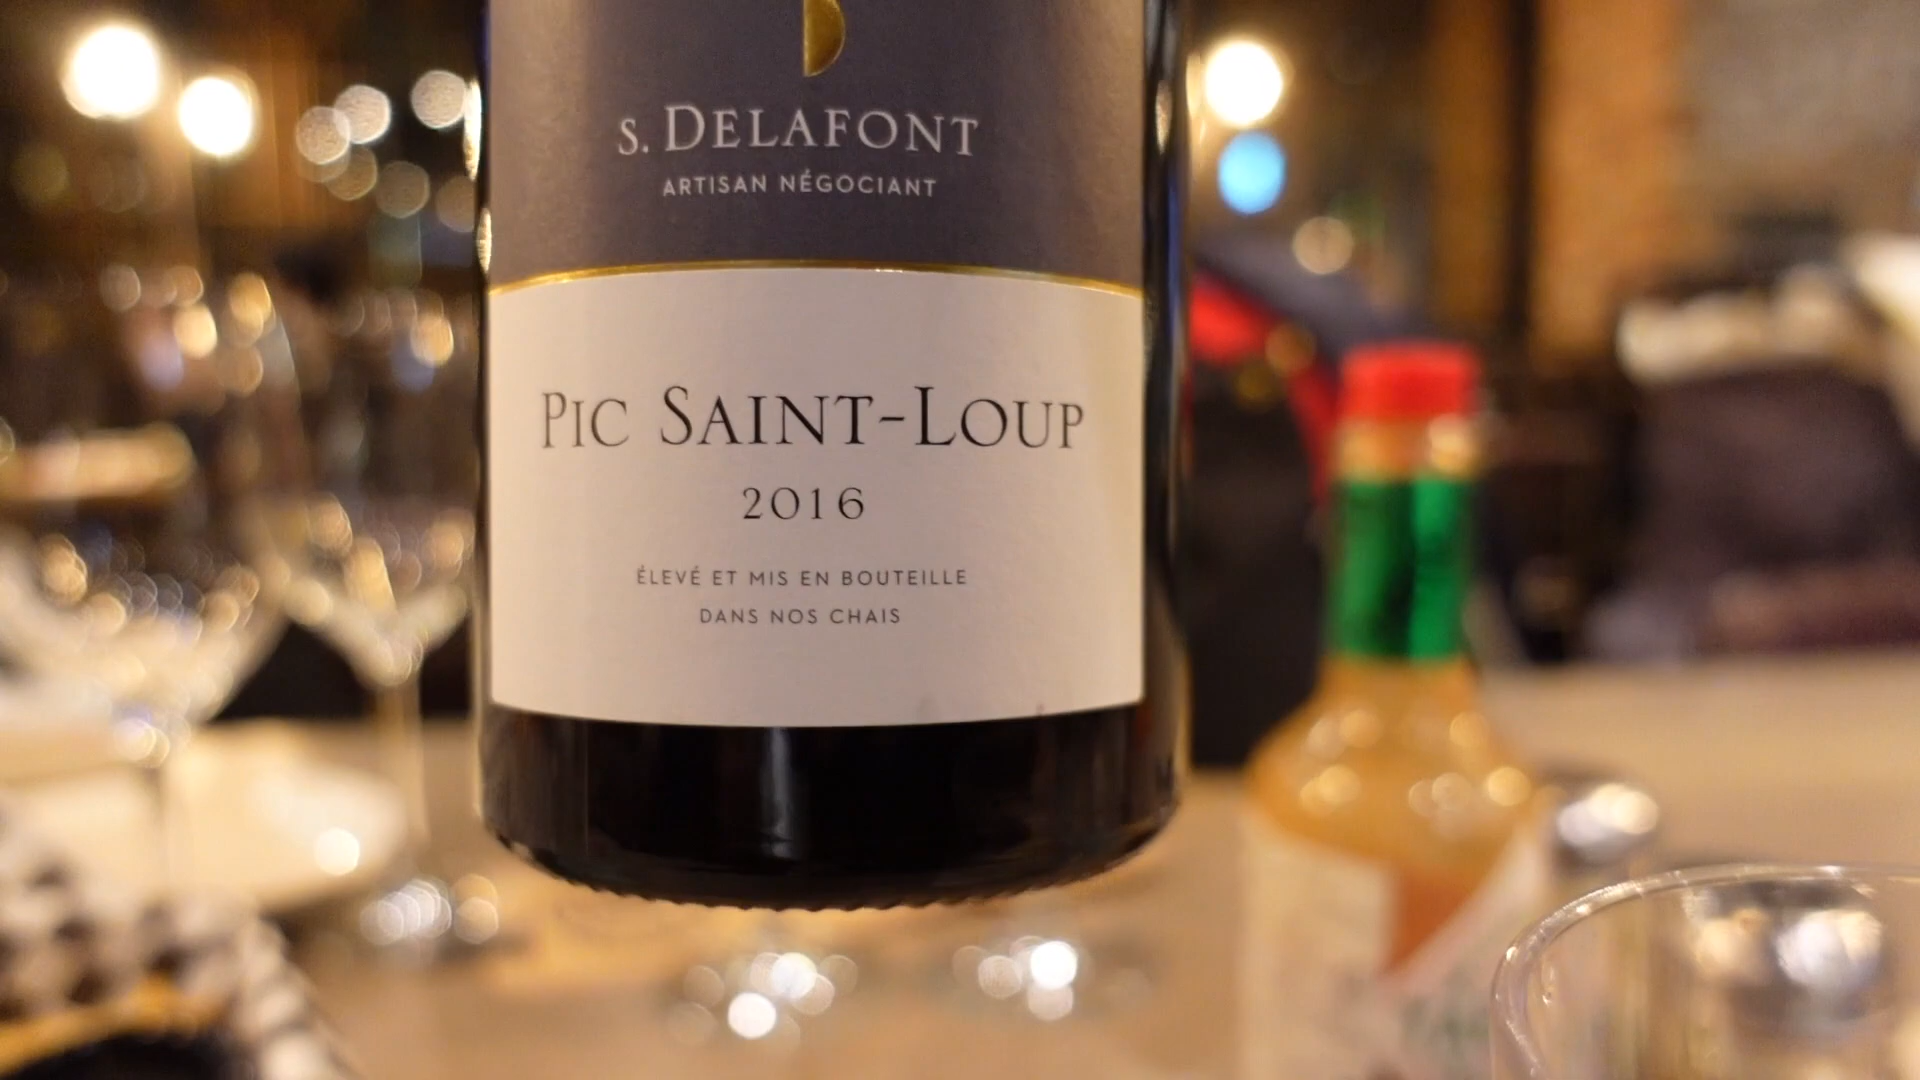 S. DELAFONT
ARTISAN NÉGOCIANT
PIC SAINT-LOUP
2016
ÉLEVÉ ET MIS EN BOUTEILLE
DANS NOS CHAIS